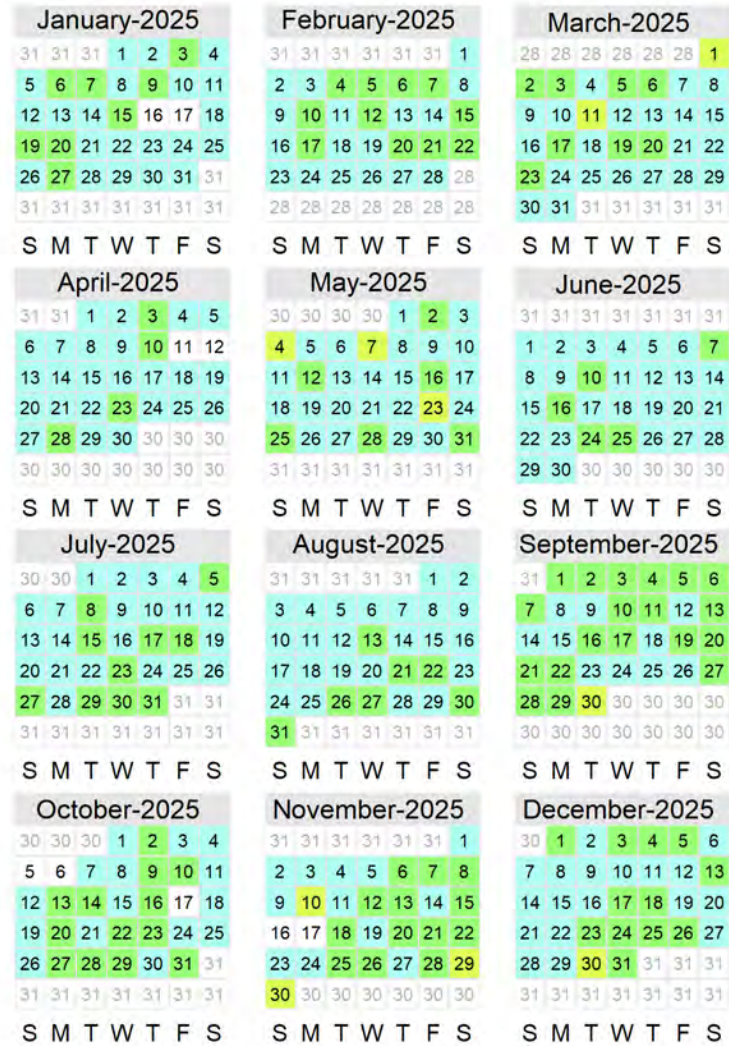 January-2025
31 31 31 1 2 3 4
5 6 7 8 9 10 11
12 13 14 15 16 17 18
19 20 21 22 23 24 25
26 27 28 29 30 31 31
31 31 31 31 31 31 31
S M T W T F S
February-2025
31 31 31 31 31 31 1
2 3 4 5 6 7 8
9 10 11 12 13 14 15
16 17 18 19 20 21 22
23 24 25 26 27 28 28
28 28 28 28 28 28 28
S M T W T F S
March-2025
28 28 28 28 28 28 1
2 3 4 5 6 7 8
9 10 11 12 13 14 15
16 17 18 19 20 21 22
23 24 25 26 27 28 29
30 31 31 31 31 31 31
S M T W T F S
April-2025
31 31 1 2 3 4 5
6 7 8 9 10 11 12
13 14 15 16 17 18 19
20 21 22 23 24 25 26
27 28 29 30 30 30 30
30 30 30 30 30 30 30
S M T W T F S
May-2025
30 30 30 30 1 2 3
4 5 6 7 8 9 10
11 12 13 14 15 16 17
18 19 20 21 22 23 24
25 26 27 28 29 30 31
31 31 31 31 31 31 31
S M T W T F S
June-2025
31 31 31 31 31 31 31
1 2 3 4 5 6 7
8 9 10 11 12 13 14
15 16 17 18 19 20 21
22 23 24 25 26 27 28
29 30 30 30 30 30 30
S M T W T F S
July-2025
30 30 1 2 3 4 5
6 7 8 9 10 11 12
13 14 15 16 17 18 19
20 21 22 23 24 25 26
27 28 29 30 31 31 31
31 31 31 31 31 31 31
S M T W T F S
August-2025
31 31 31 31 31 1 2
3 4 5 6 7 8 9
10 11 12 13 14 15 16
17 18 19 20 21 22 23
24 25 26 27 28 29 30
31 31 31 31 31 31 31
S M T W T F S
September-2025
31 1 2 3 4 5 6
7 8 9 10 11 12 13
14 15 16 17 18 19 20
21 22 23 24 25 26 27
28 29 30 30 30 30 30
30 30 30 30 30 30 30
S M T W T F S
October-2025
30 30 30 1 2 3 4
5 6 7 8 9 10 11
12 13 14 15 16 17 18
19 20 21 22 23 24 25
26 27 28 29 30 31 31
31 31 31 31 31 31 31
S M T W T F S
November-2025
31 31 31 31 31 31 1
2 3 4 5 6 7 8
9 10 11 12 13 14 15
16 17 18 19 20 21 22
23 24 25 26 27 28 29
30 30 30 30 30 30 30
S M T W T F S
December-2025
30 1 2 3 4 5 6
7 8 9 10 11 12 13
14 15 16 17 18 19 20
21 22 23 24 25 26 27
28 29 30 31 31 31 31
31 31 31 31 31 31 31
S M T W T F S